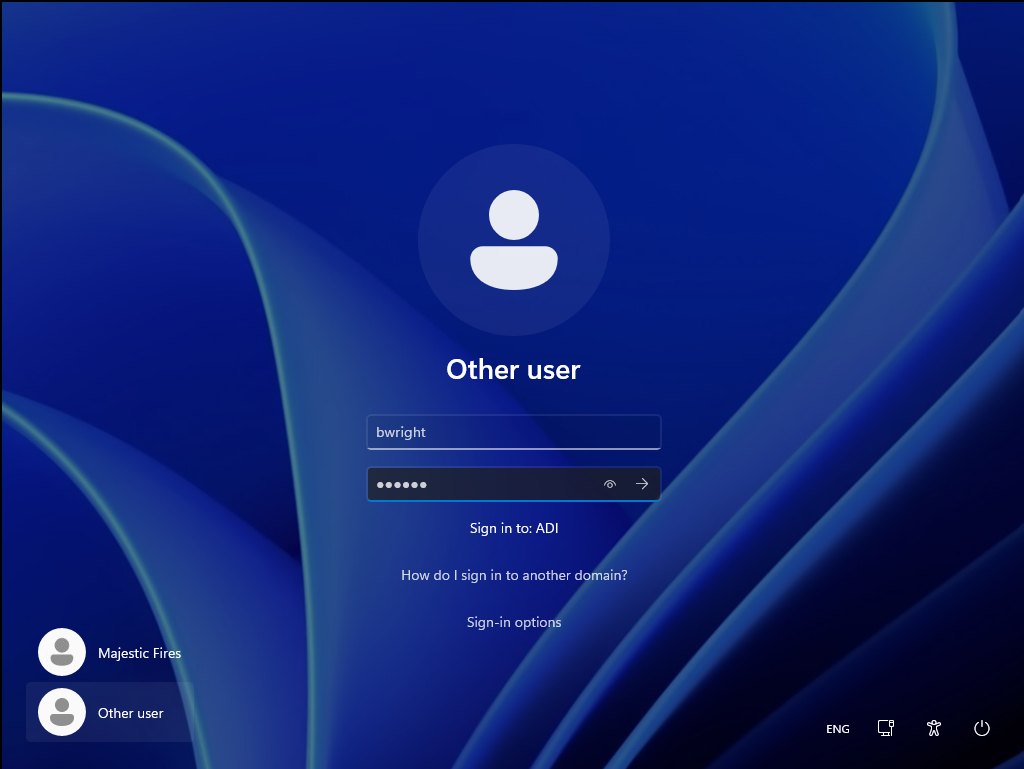 Other user
bwright
●●●●●●
Sign in to: ADI
How do I sign in to another domain?
Sign-in options
Majestic Fires
Other user
ENG